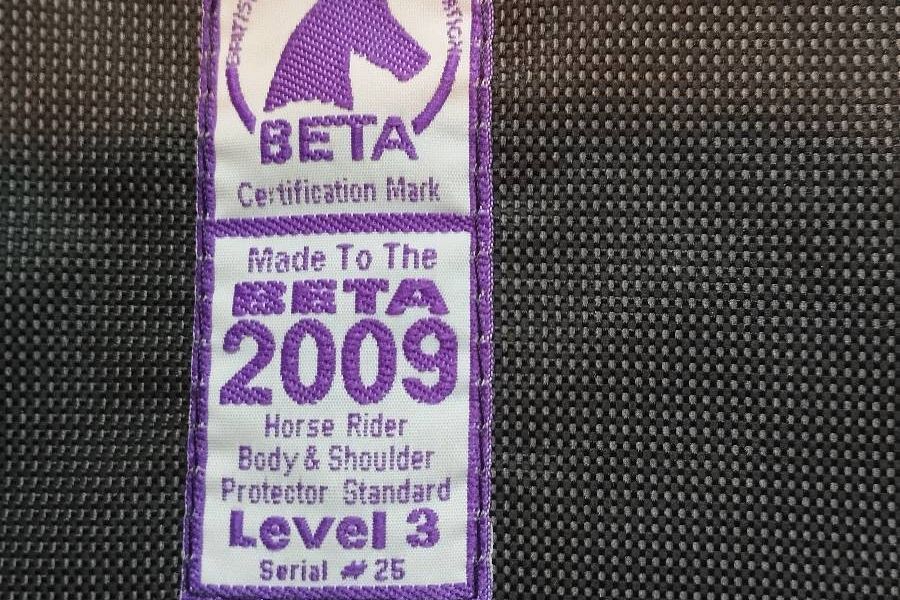 BETA
Certification Mark
Made To The
BETA
2009
Horse Rider
Body & Shoulder
Protector Standard
Level 3
Serial # 25